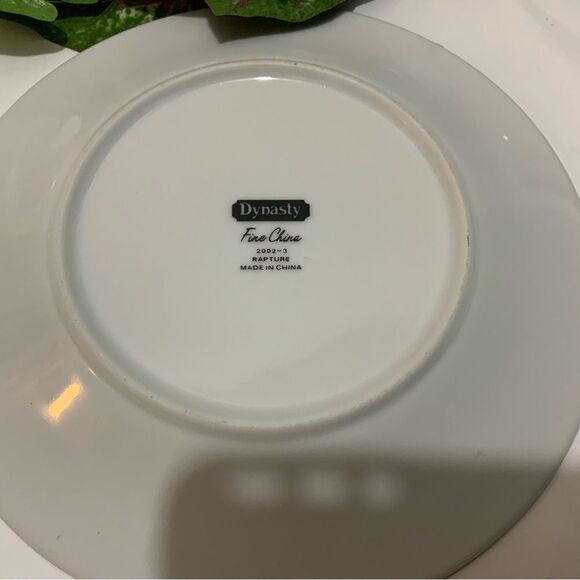 Dynasty
Fine China
2002-3
RAPTURE
MADE IN CHINA